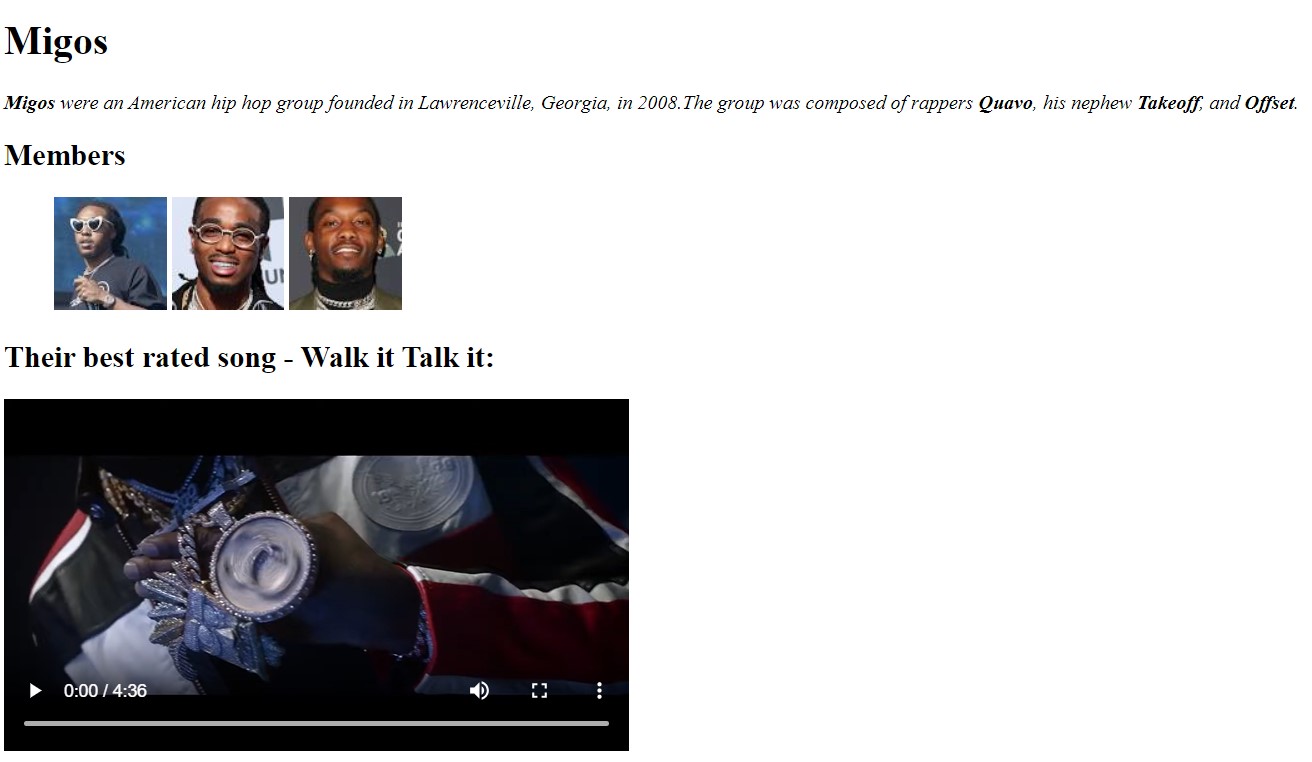 Migos
Migos were an American hip hop group founded in Lawrenceville, Georgia, in 2008.The group was composed of rappers Quavo, his nephew Takeoff, and Offset.
Members
Their best rated song - Walk it Talk it:
0:00 / 4:36